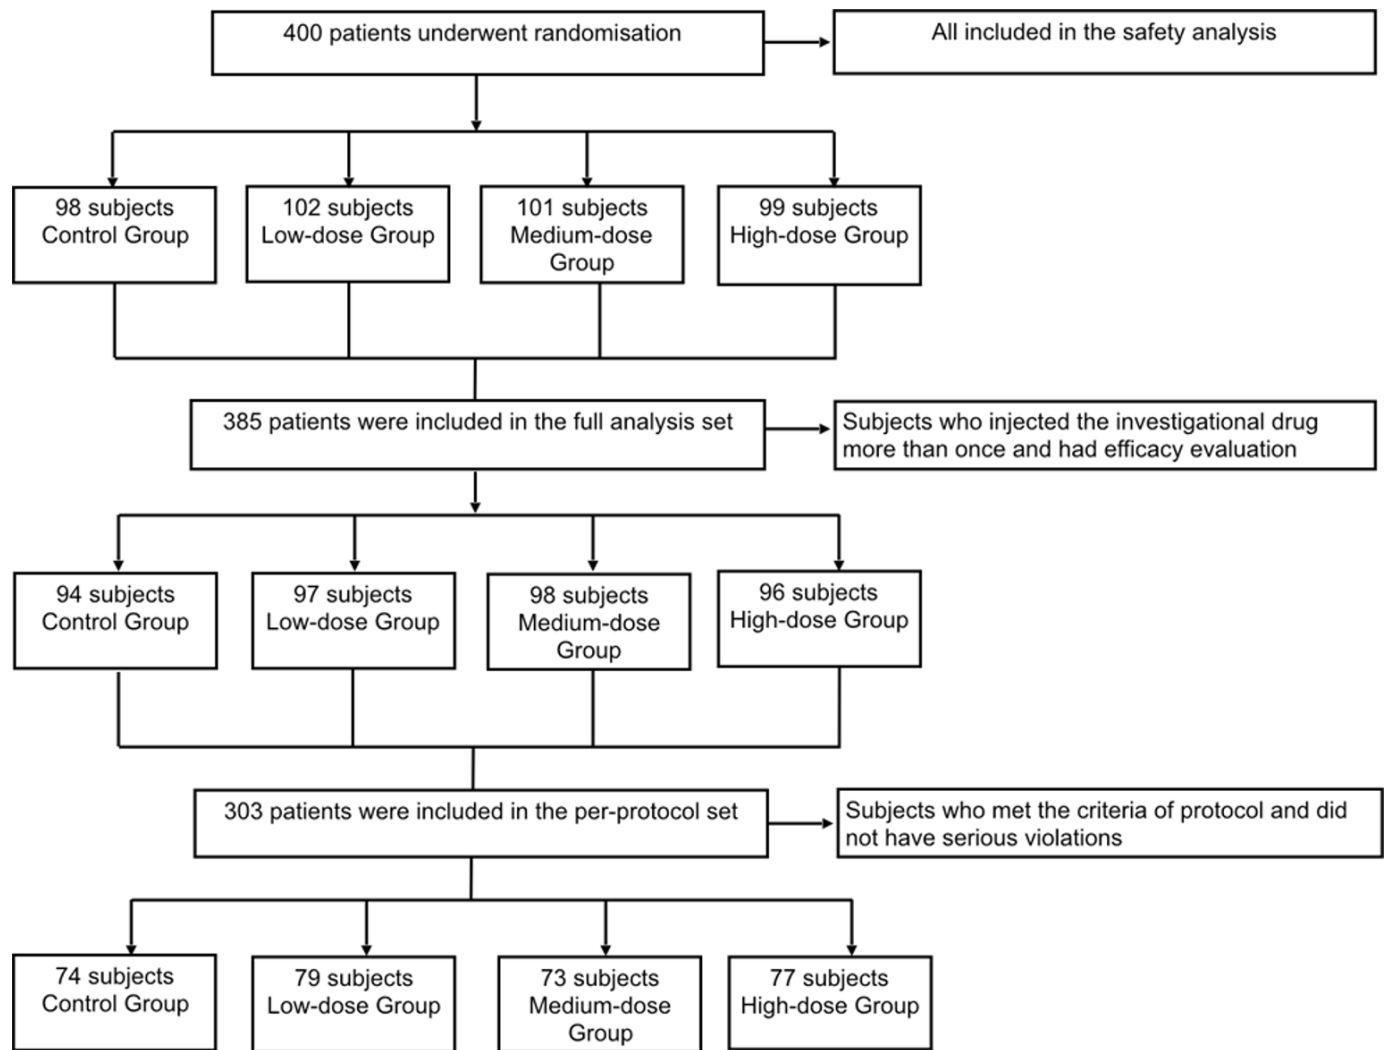 400 patients underwent randomisation
All included in the safety analysis
98 subjects
Control Group
102 subjects
Low-dose Group
101 subjects
Medium-dose
Group
99 subjects
High-dose Group
385 patients were included in the full analysis set
Subjects who injected the investigational drug
more than once and had efficacy evaluation
94 subjects
Control Group
97 subjects
Low-dose Group
98 subjects
Medium-dose
Group
96 subjects
High-dose Group
303 patients were included in the per-protocol set
Subjects who met the criteria of protocol and did
not have serious violations
74 subjects
Control Group
79 subjects
Low-dose Group
73 subjects
Medium-dose
Group
77 subjects
High-dose Group